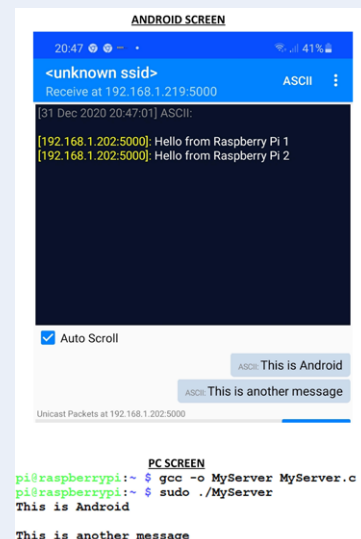 ANDROID SCREEN
20:47
41%
<unknown ssid>
ASCII
Receive at 192.168.1.219:5000
[31 Dec 2020 20:47:01] ASCII:
[192.168.1.202:5000]: Hello from Raspberry Pi 1
[192.168.1.202:5000]: Hello from Raspberry Pi 2
Auto Scroll
ASCII: This is Android
ASCII: This is another message
Unicast Packets at 192.168.1.202:5000
PC SCREEN
pi@raspberrypi:~ $ gcc -o MyServer MyServer.c
pi@raspberrypi:~ $ sudo ./MyServer
This is Android
This is another message